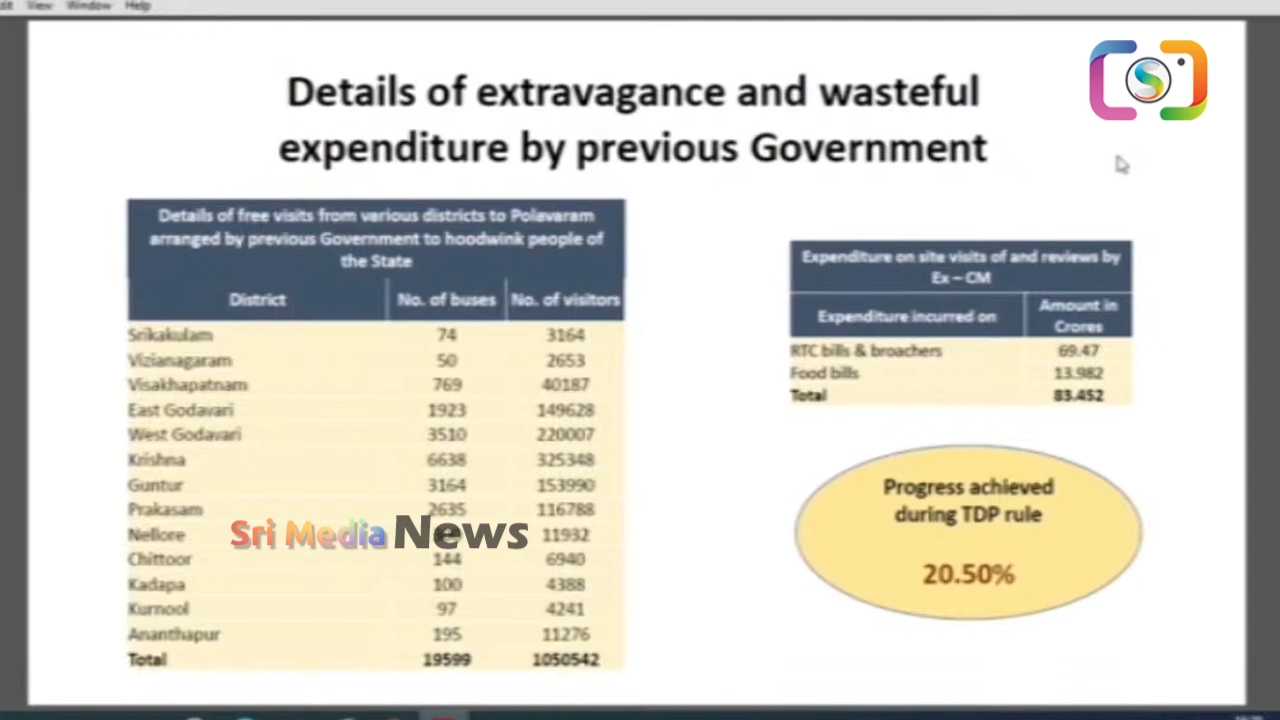 View Window Help
Details of extravagance and wasteful
expenditure by previous Government
Details of free visits from various districts to Polavaram
arranged by previous Government to hoodwink people of
the State
District No. of buses No. of visitors
Srikakulam 74 3164
Vizianagaram 50 2653
Visakhapatnam 769 40187
East Godavari 1923 149628
West Godavari 3510 220007
Krishna 6638 325348
Guntur 3164 153990
Prakasam 2635 116788
Nellore 11932
Chittoor 144 6940
Kadapa 100 4388
Kurnool 97 4241
Ananthapur 195 11276
Total 19599 1050542
Sri Media News
Expenditure on site visits of and reviews by
Ex – CM
Expenditure incurred on Amount in
Crores
RTC bills & broachers 69.47
Food bills 13.982
Total 83.452
Progress achieved
during TDP rule
20.50%
S